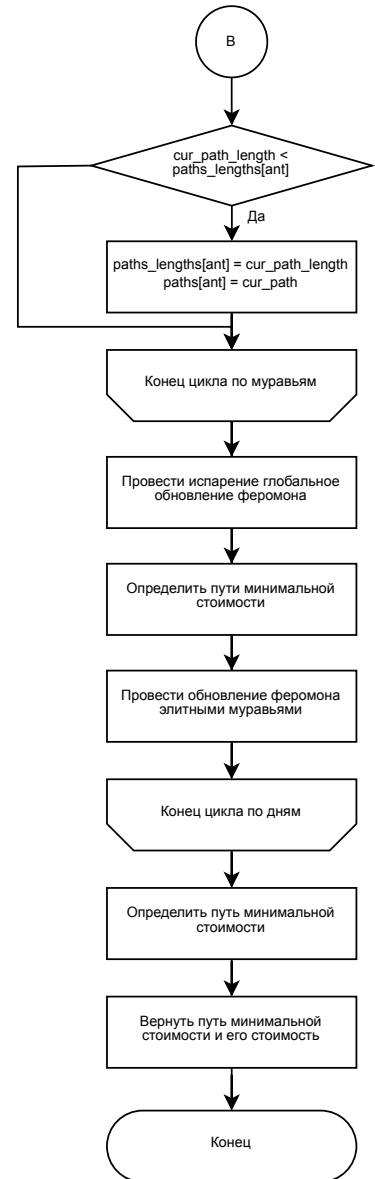 B
cur_path_length <
paths_lengths[ant]
Да
paths_lengths[ant] = cur_path_length
paths[ant] = cur_path
Конец цикла по муравьям
Провести испарение глобальное
обновление феромона
Определить пути минимальной
стоимости
Провести обновление феромона
элитными муравьями
Конец цикла по дням
Определить путь минимальной
стоимости
Вернуть путь минимальной
стоимости и его стоимость
Конец